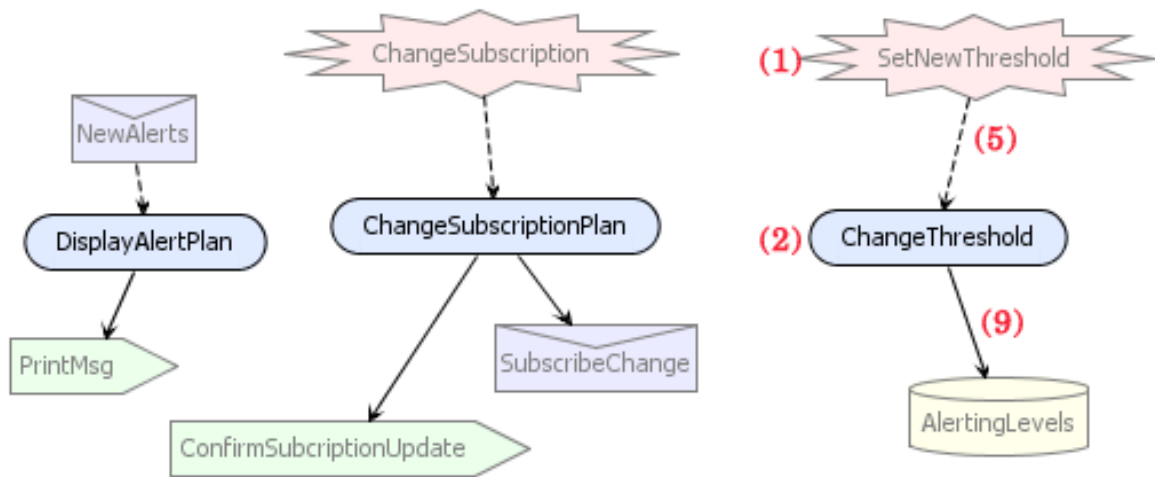 ChangeSubscription
(1)
SetNewThreshold
NewAlerts
(5)
DisplayAlertPlan
ChangeSubscriptionPlan
(2)
ChangeThreshold
(9)
PrintMsg
SubscribeChange
AlertingLevels
ConfirmSubcriptionUpdate